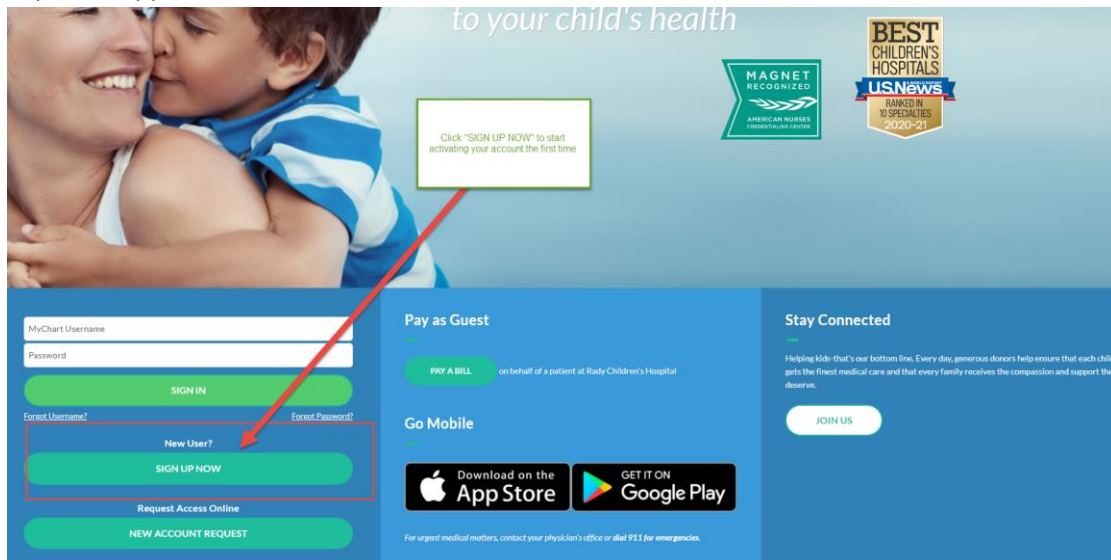 to your child's health
BEST
CHILDREN'S
HOSPITALS
U.S.News
RANKED IN
10 SPECIALTIES
2020-21
MAGNET
RECOGNIZED
AMERICAN NURSES
CREDENTIALING CENTER
Click "SIGN UP NOW" to start
activating your account the first time
MyChart Username
Password
SIGN IN
Forgot Username?
Forgot Password?
New User?
SIGN UP NOW
Request Access Online
NEW ACCOUNT REQUEST
Pay as Guest
PAY A BILL on behalf of a patient at Rady Children's Hospital
Go Mobile
Download on the
App Store
GET IT ON
Google Play
For urgent medical matters, contact your physician's office or dial 911 for emergencies.
Stay Connected
Helping kids-that's our bottom line. Every day, generous donors help ensure that each
gets the finest medical care and that every family receives the compassion and support
deserve.
JOIN US